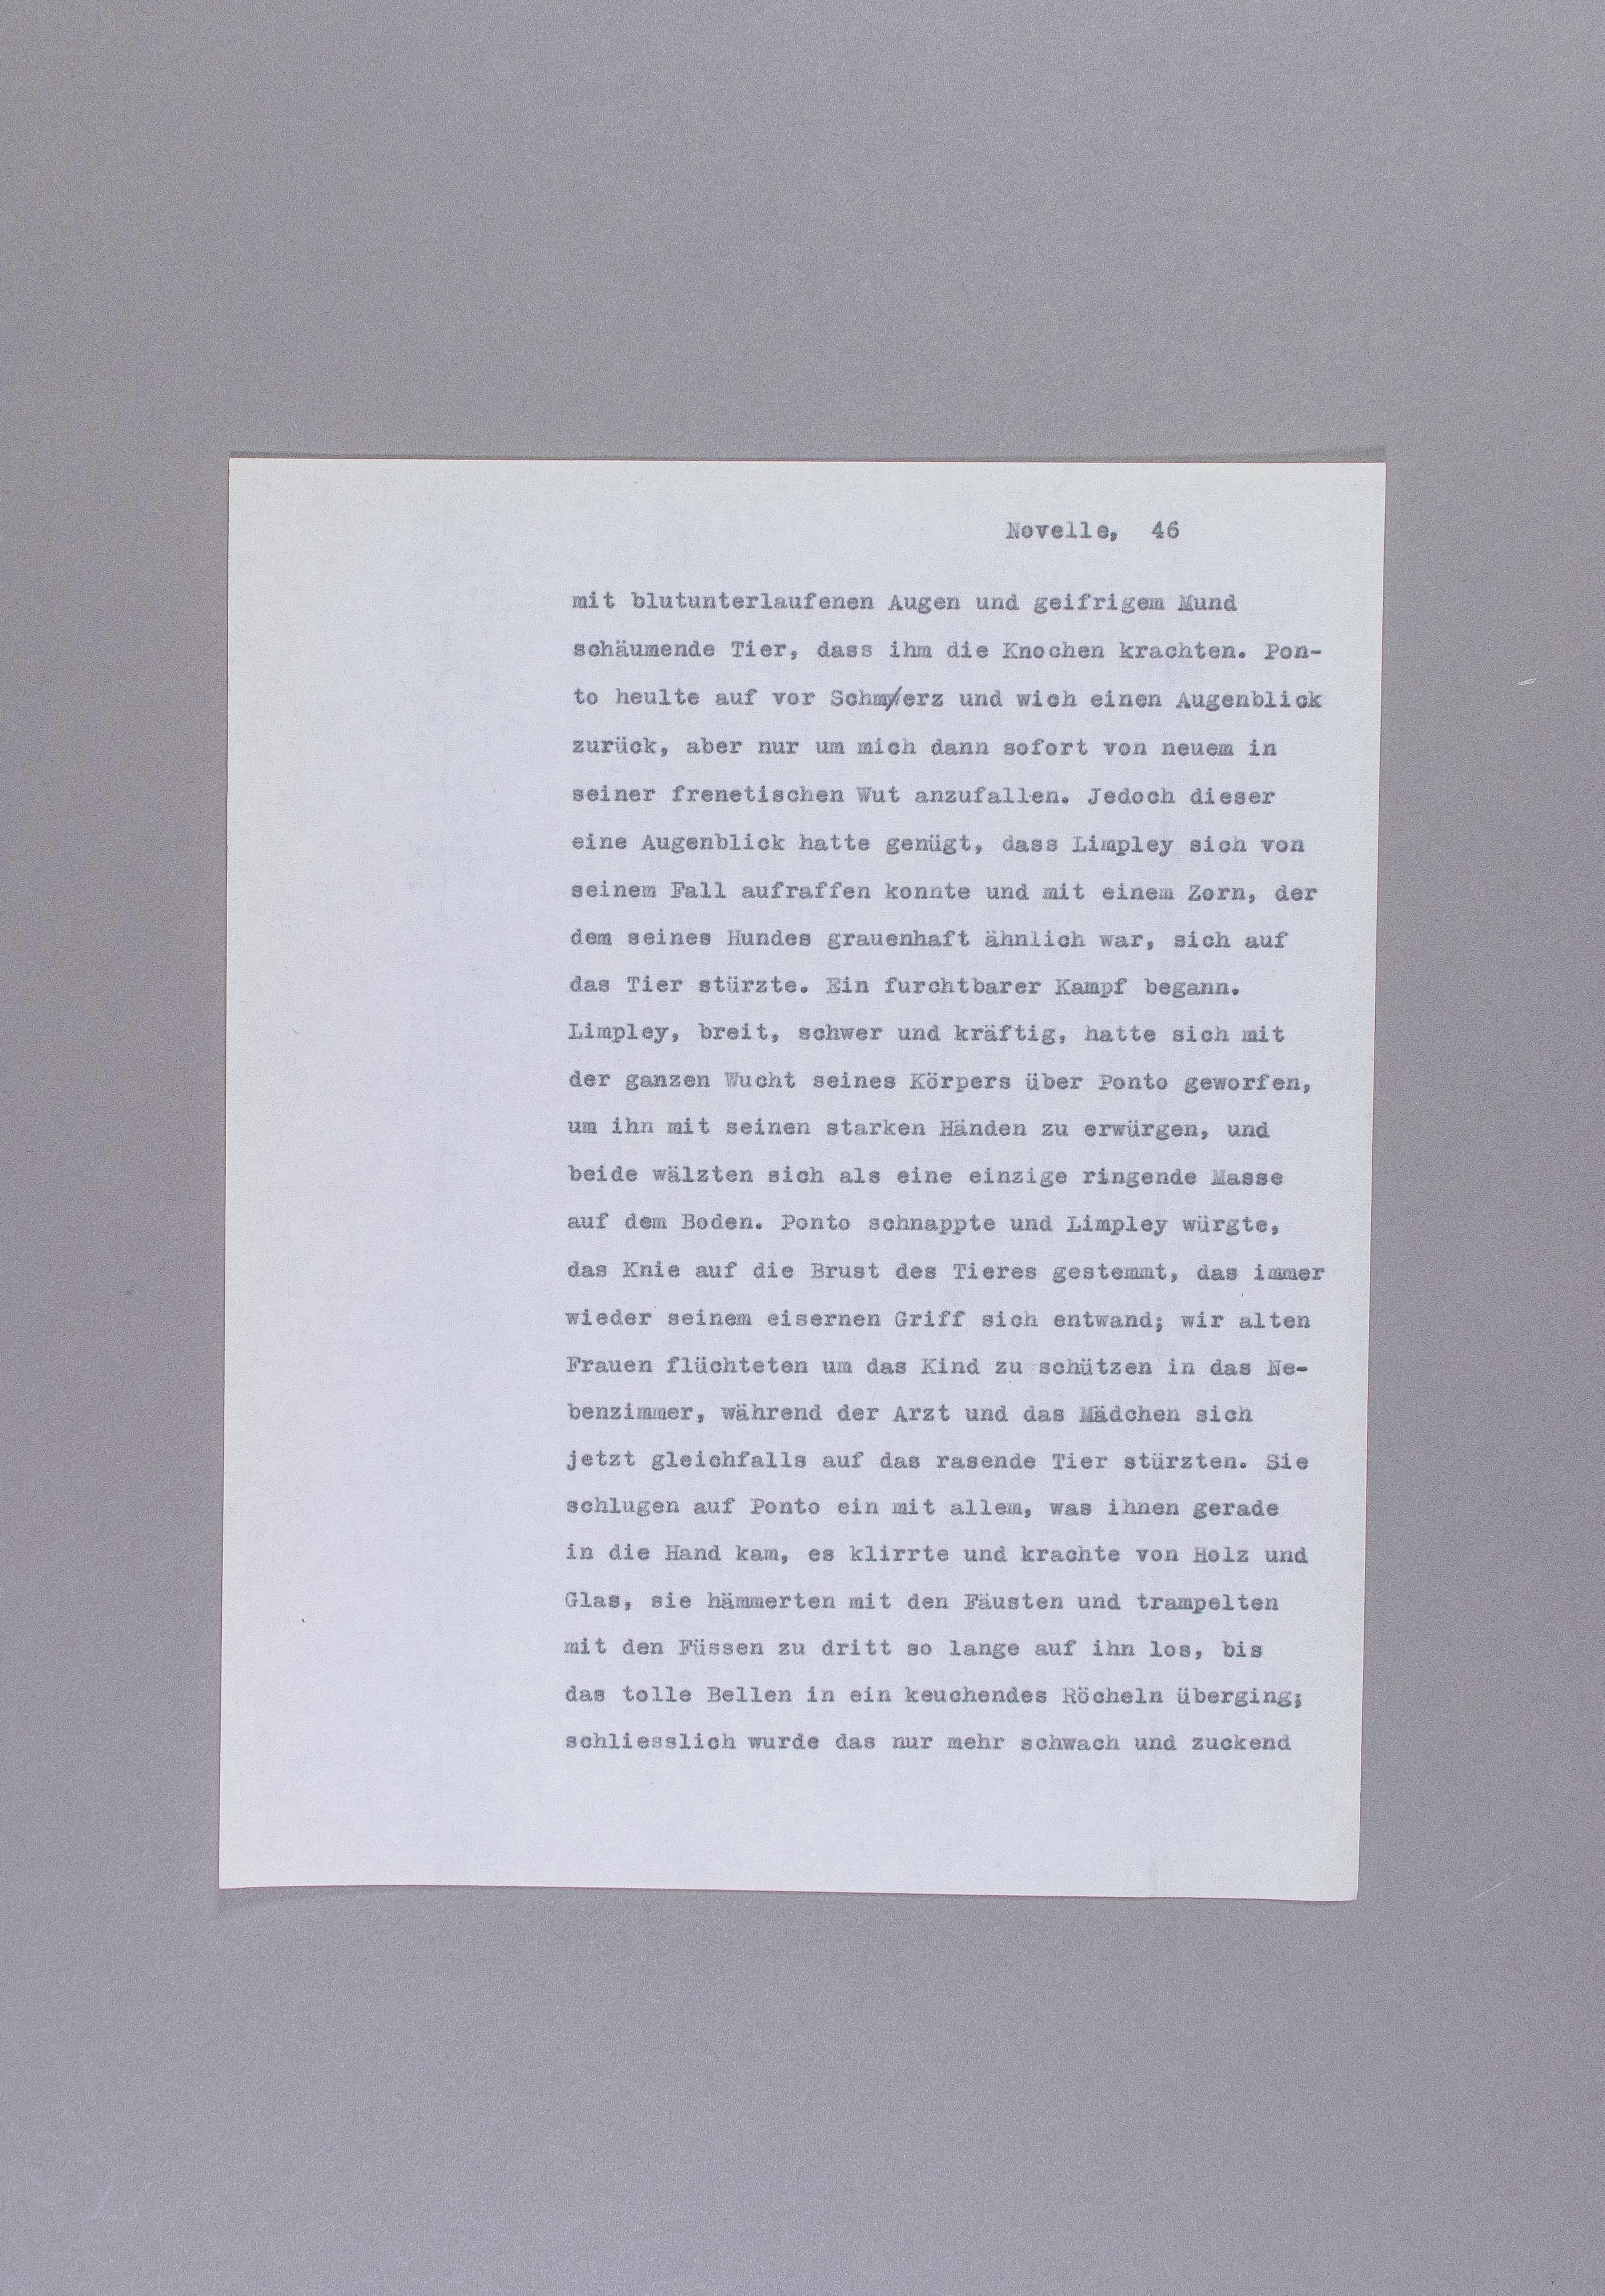 Novelle, 46
mit blutunterlaufenen Augen und geifrigem Mund
schäumende Tier, dass ihm die Knochen krachten. Pon-
to heulte auf vor Schmerz und wich einen Augenblick
zurück, aber nur um mich dann sofort von neuem in
seiner frenetischen Wut anzufallen. Jedoch dieser
eine Augenblick hatte genügt, dass Limpley sich von
seinem Fall aufraffen konnte und mit einem Zorn, der
dem seines Hundes grauenhaft ähnlich war, sich auf
das Tier stürzte. Ein furchtbarer Kampf begann.
Limpley, breit, schwer und kräftig, hatte sich mit
der ganzen Wucht seines Körpers über Ponto geworfen,
um ihn mit seinen starken Händen zu erwürgen, und
beide wälzten sich als eine einzige ringende Masse
auf dem Boden. Ponto schnappte und Limpley würgte,
das Knie auf die Brust des Tieres gestemmt, das immer
wieder seinem eisernen Griff sich entwand; wir alten
Frauen flüchteten um das Kind zu schützen in das Ne-
benzimmer, während der Arzt und das Mädchen sich
jetzt gleichfalls auf das rasende Tier stürzten. Sie
schlugen auf Ponto ein mit allem, was ihnen gerade
in die Hand kam, es klirrte und krachte von Holz und
Glas, sie hämmerten mit den Fäusten und trampelten
mit den Füssen zu dritt so lange auf ihn los, bis
das tolle Bellen in ein keuchendes Röcheln überging;
schliesslich wurde das nur mehr schwach und zuckend